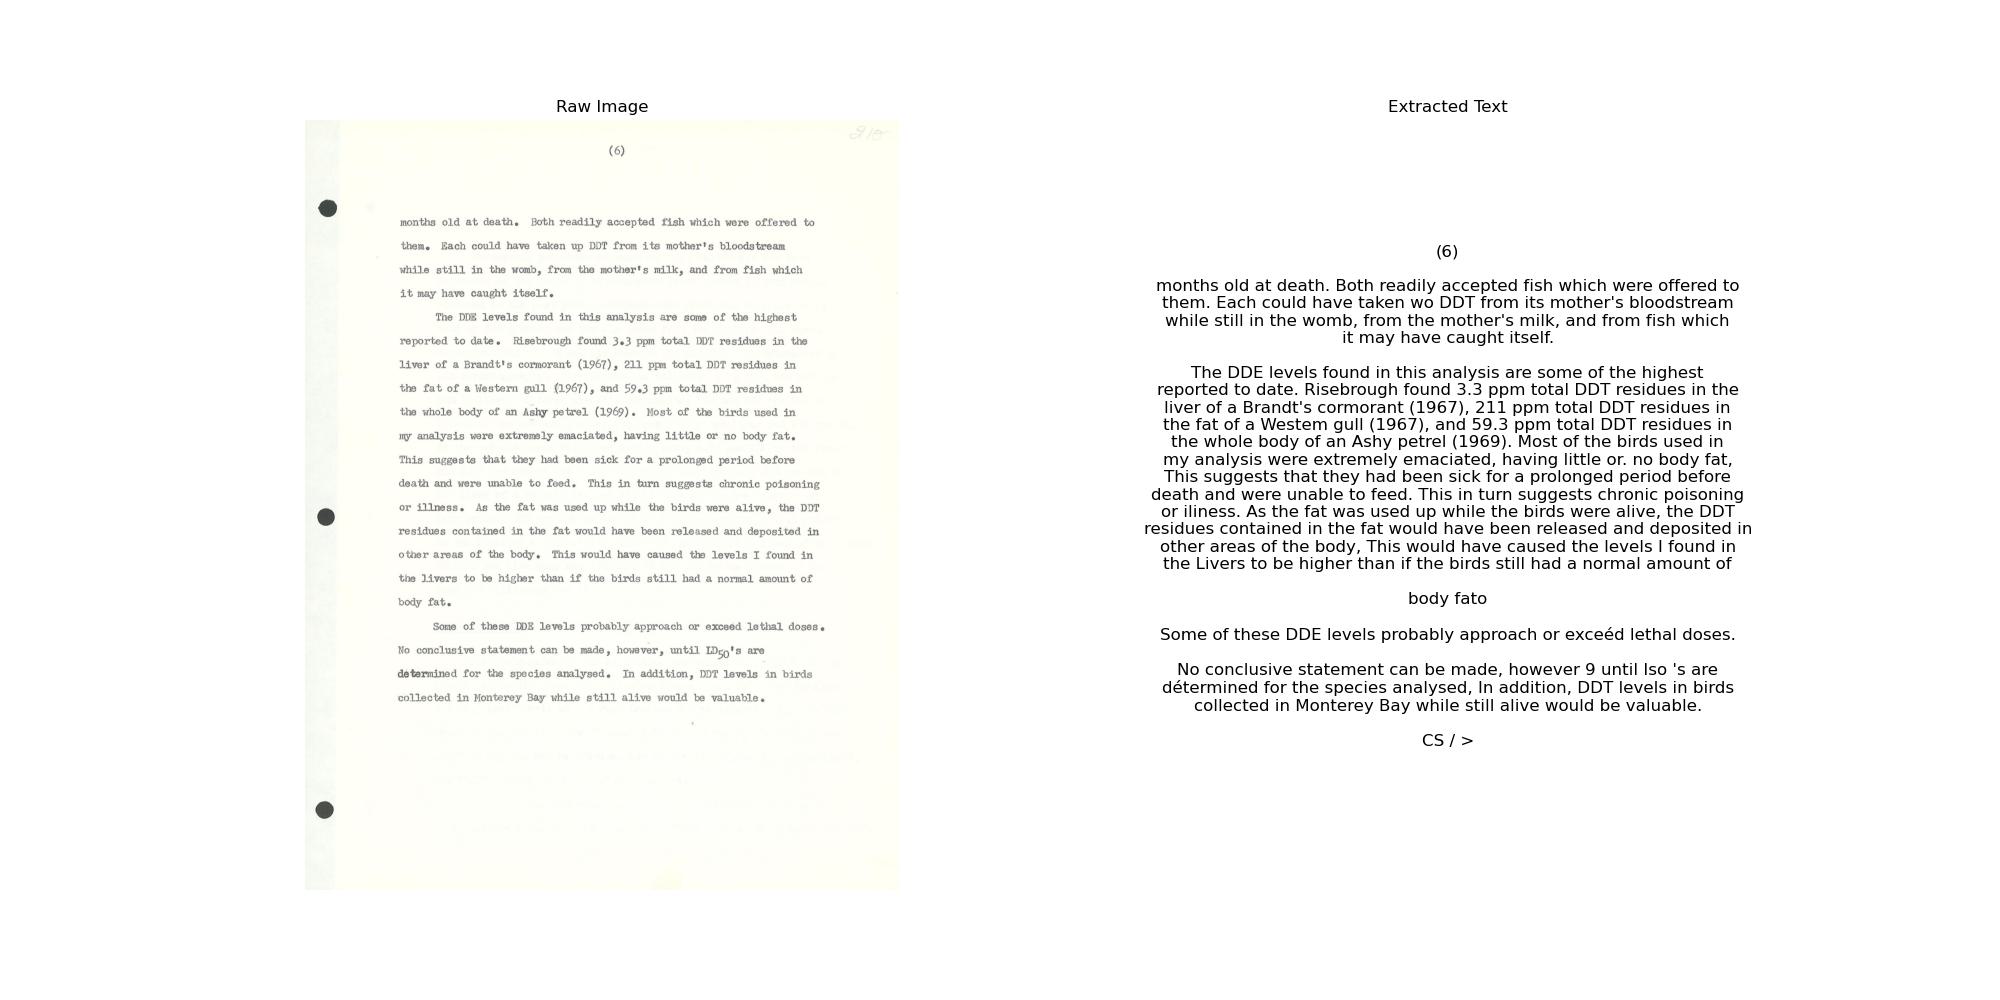 Raw Image
(6)
months old at death. Both readily accepted fish which were offered to
them. Each could have taken up DDT from its mother's bloodstream
while still in the womb, from the mother's milk, and from fish which
it may have caught itself.
The DDE levels found in this analysis are some of the highest
reported to date. Risebrough found 3.3 ppm total DDT residues in the
liver of a Brandt's cormorant (1967), 211 ppm total DDT residues in
the fat of a Western gull (1967), and 59.3 ppm total DDT residues in
the whole body of an Ashy petrel (1969). Most of the birds used in
my analysis were extremely emaciated, having little or no body fat.
This suggests that they had been sick for a prolonged period before
death and were unable to feed. This in turn suggests chronic poisoning
or illness. As the fat was used up while the birds were alive, the DDT
residues contained in the fat would have been released and deposited in
other areas of the body. This would have caused the levels I found in
the livers to be higher than if the birds still had a normal amount of
body fat.
Some of these DDE levels probably approach or exceed lethal doses.
No conclusive statement can be made, however, until LD50's are
determined for the species analysed. In addition, DDT levels in birds
collected in Monterey Bay while still alive would be valuable.
Extracted Text
(6)
months old at death. Both readily accepted fish which were offered to
them. Each could have taken wo DDT from its mother's bloodstream
while still in the womb, from the mother's milk, and from fish which
it may have caught itself.
The DDE levels found in this analysis are some of the highest
reported to date. Risebrough found 3.3 ppm total DDT residues in the
liver of a Brandt's cormorant (1967), 211 ppm total DDT residues in
the fat of a Westem gull (1967), and 59.3 ppm total DDT residues in
the whole body of an Ashy petrel (1969). Most of the birds used in
my analysis were extremely emaciated, having little or. no body fat,
This suggests that they had been sick for a prolonged period before
death and were unable to feed. This in turn suggests chronic poisoning
or iliness. As the fat was used up while the birds were alive, the DDT
residues contained in the fat would have been released and deposited in
other areas of the body, This would have caused the levels I found in
the Livers to be higher than if the birds still had a normal amount of
body fato
Some of these DDE levels probably approach or exceéd lethal doses.
No conclusive statement can be made, however 9 until lso 's are
détermined for the species analysed, In addition, DDT levels in birds
collected in Monterey Bay while still alive would be valuable.
CS / >